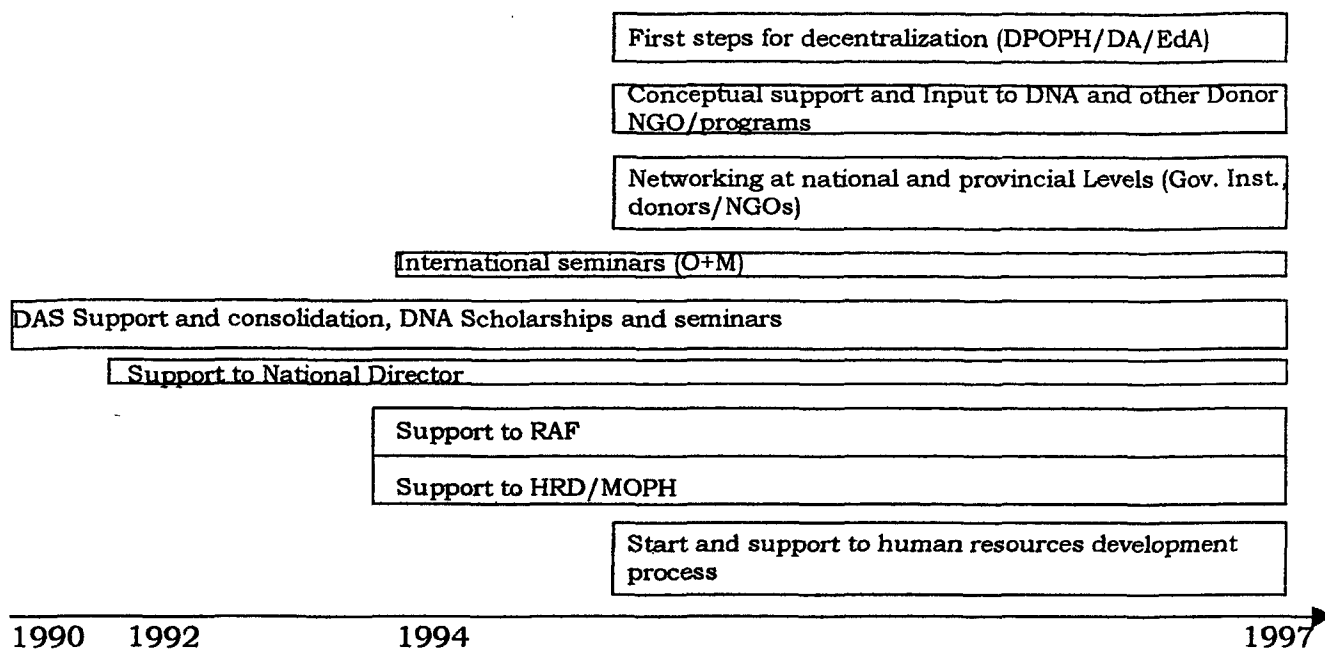 First steps for decentralization (DPOPH/DA/EdA)
Conceptual support and Input to DNA and other Donor
NGO/programs
Networking at national and provincial Levels (Gov. Inst.,
donors/NGOs)
International seminars (O+M)
DAS Support and consolidation, DNA Scholarships and seminars
Support to National Director
Support to RAF
Support to HRD/MOPH
Start and support to human resources development
process
1990 1992 1994 1997